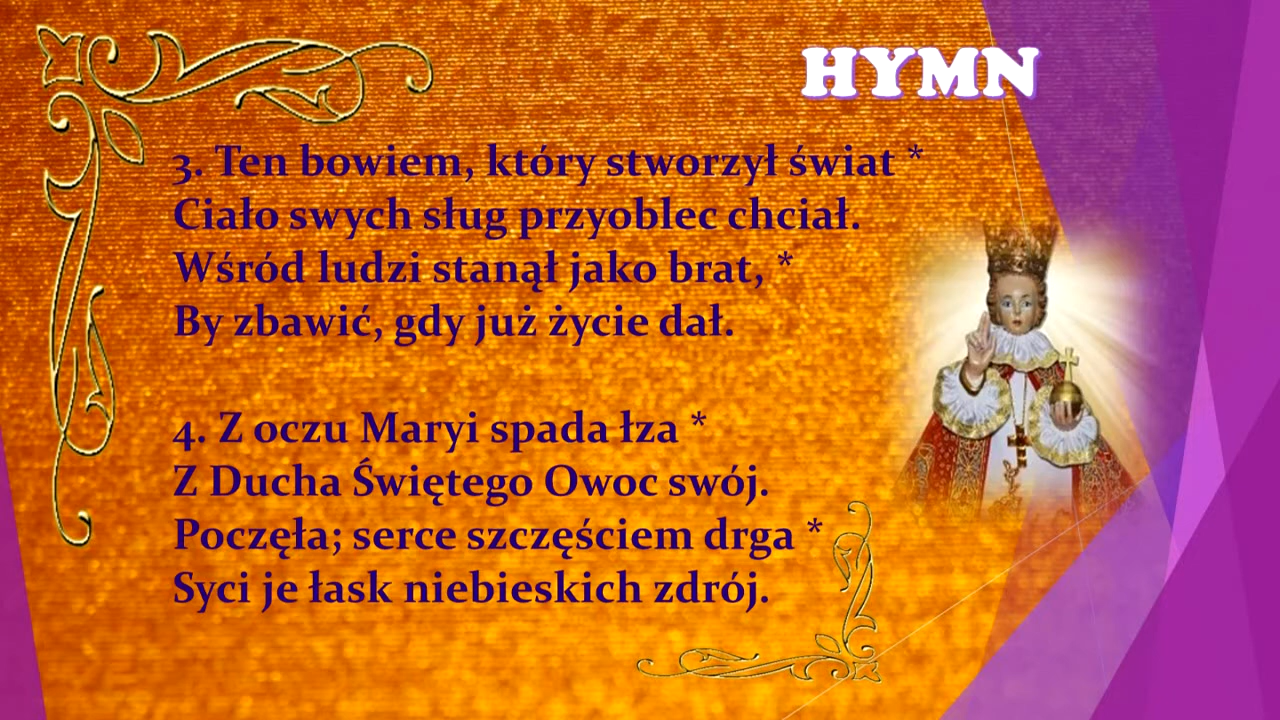 HYMN
3. Ten bowiem, który stworzył świat *
Ciało swych sług przyoblec chciał.
Wśród ludzi stanął jako brat, *
By zbawić, gdy już życie dał.
4. Z oczu Maryi spada łza *
Z Ducha Świętego Owoc swój.
Poczęła; serce szczęściem drga *
Syci je łask niebieskich zdrój.